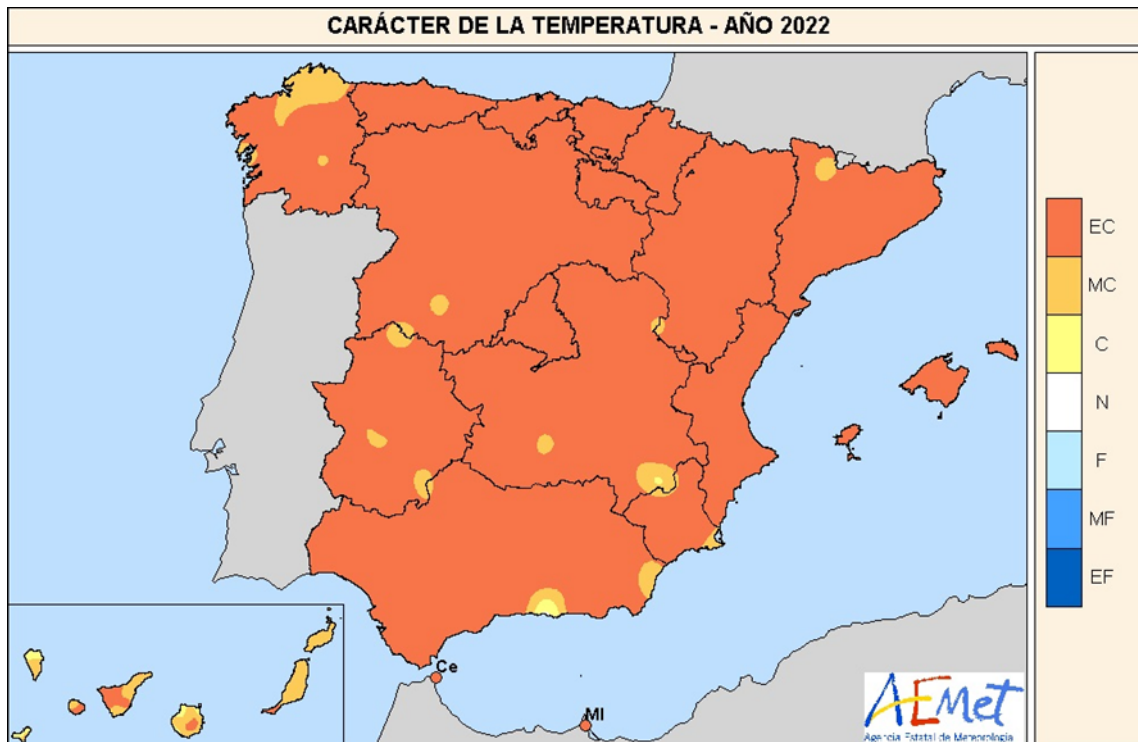 CARÁCTER DE LA TEMPERATURA - AÑO 2022
EC
MC
C
N
F
MF
EF
Ce
Ml
AEMet
Agencia Estatal de Meteorología